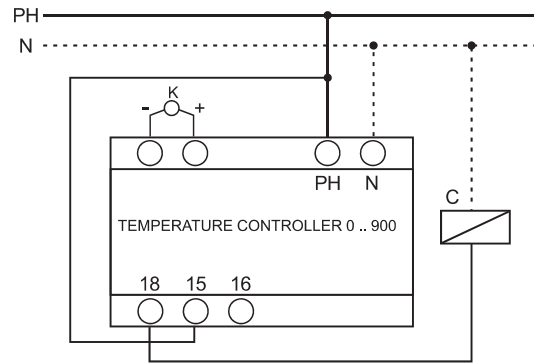 PH
N
K
- +
PH N
TEMPERATURE CONTROLLER 0 .. 900
C
18 15 16